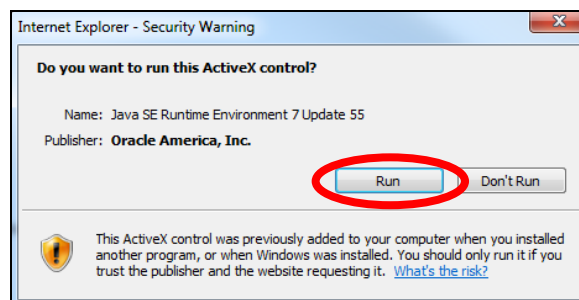 Internet Explorer - Security Warning
Do you want to run this ActiveX control?
Name: Java SE Runtime Environment 7 Update 55
Publisher: Oracle America, Inc.
Run Don't Run
This ActiveX control was previously added to your computer when you installed
another program, or when Windows was installed. You should only run it if you
trust the publisher and the website requesting it. What's the risk?